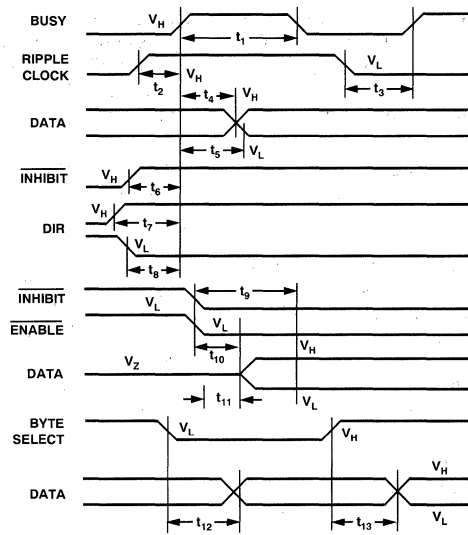 BUSY V_H t_1
RIPPLE CLOCK t_2 V_H V_L t_3
t_4 V_H
DATA
t_5 V_L
INHIBIT V_H t_6
V_H t_7
DIR
V_L
t_8
INHIBIT t_9
V_L
ENABLE V_L
t_10 V_H
DATA V_Z
t_11 V_L
BYTE SELECT V_L V_H
V_H
DATA
V_L
t_12 t_13